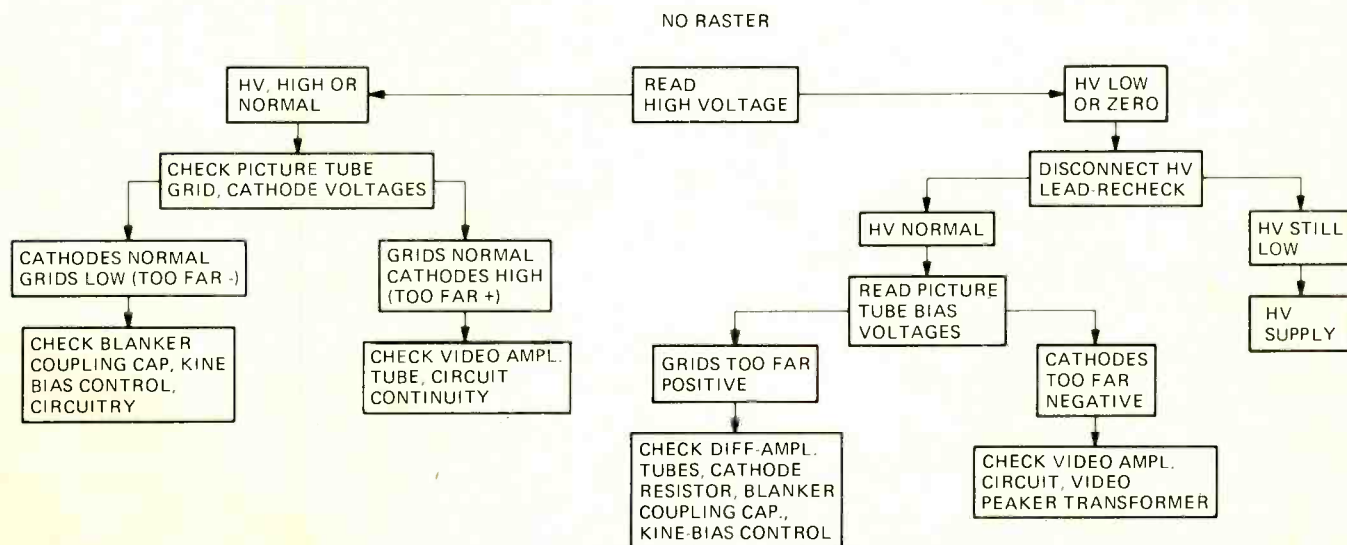 NO RASTER
HV, HIGH OR
NORMAL
READ
HIGH VOLTAGE
HV LOW
OR ZERO
CHECK PICTURE TUBE
GRID, CATHODE VOLTAGES
DISCONNECT HV
LEAD-RECHECK
CATHODES NORMAL
GRIDS LOW (TOO FAR -)
GRIDS NORMAL
CATHODES HIGH
(TOO FAR +)
HV NORMAL
HV STILL
LOW
CHECK BLANKER
COUPLING CAP, KINE
BIAS CONTROL,
CIRCUITRY
CHECK VIDEO AMPL.
TUBE, CIRCUIT
CONTINUITY
READ PICTURE
TUBE BIAS
VOLTAGES
HV
SUPPLY
GRIDS TOO FAR
POSITIVE
CATHODES
TOO FAR
NEGATIVE
CHECK DIFF-AMPL.
TUBES, CATHODE
RESISTOR, BLANKER
COUPLING CAP.,
KINE-BIAS CONTROL
CHECK VIDEO AMPL.
CIRCUIT, VIDEO
PEAKER TRANSFORMER